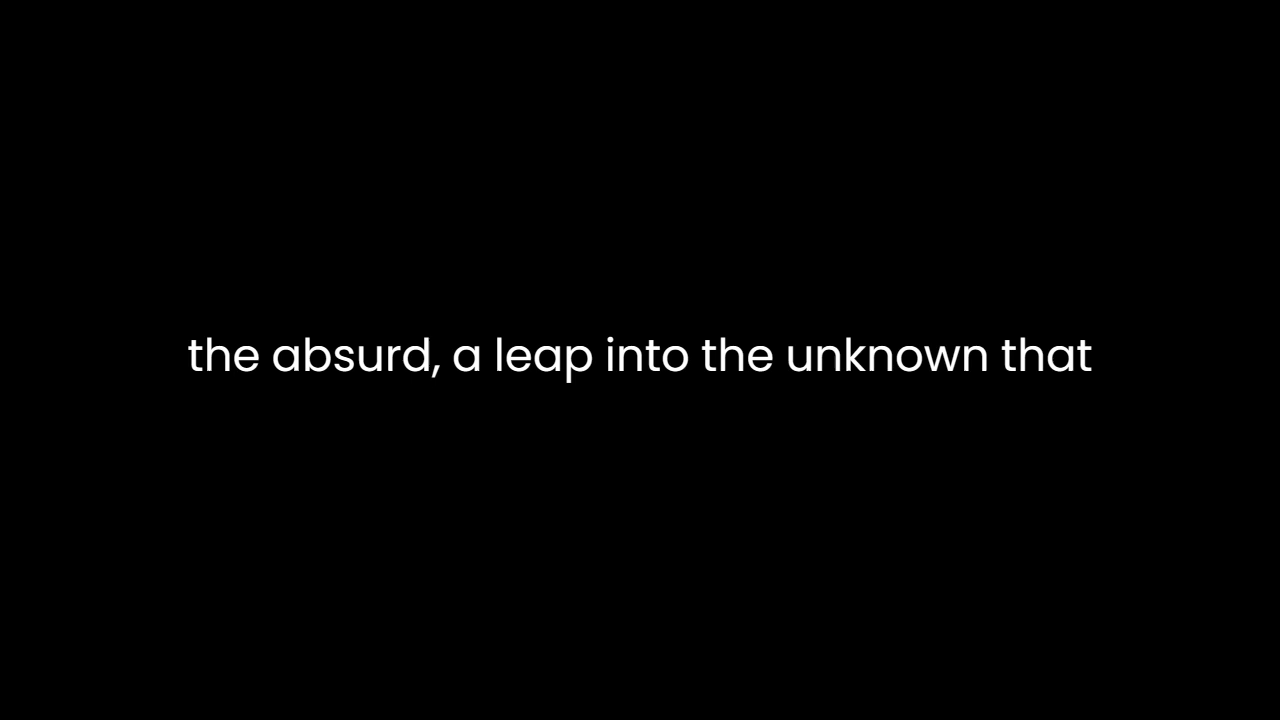 the absurd, a leap into the unknown that